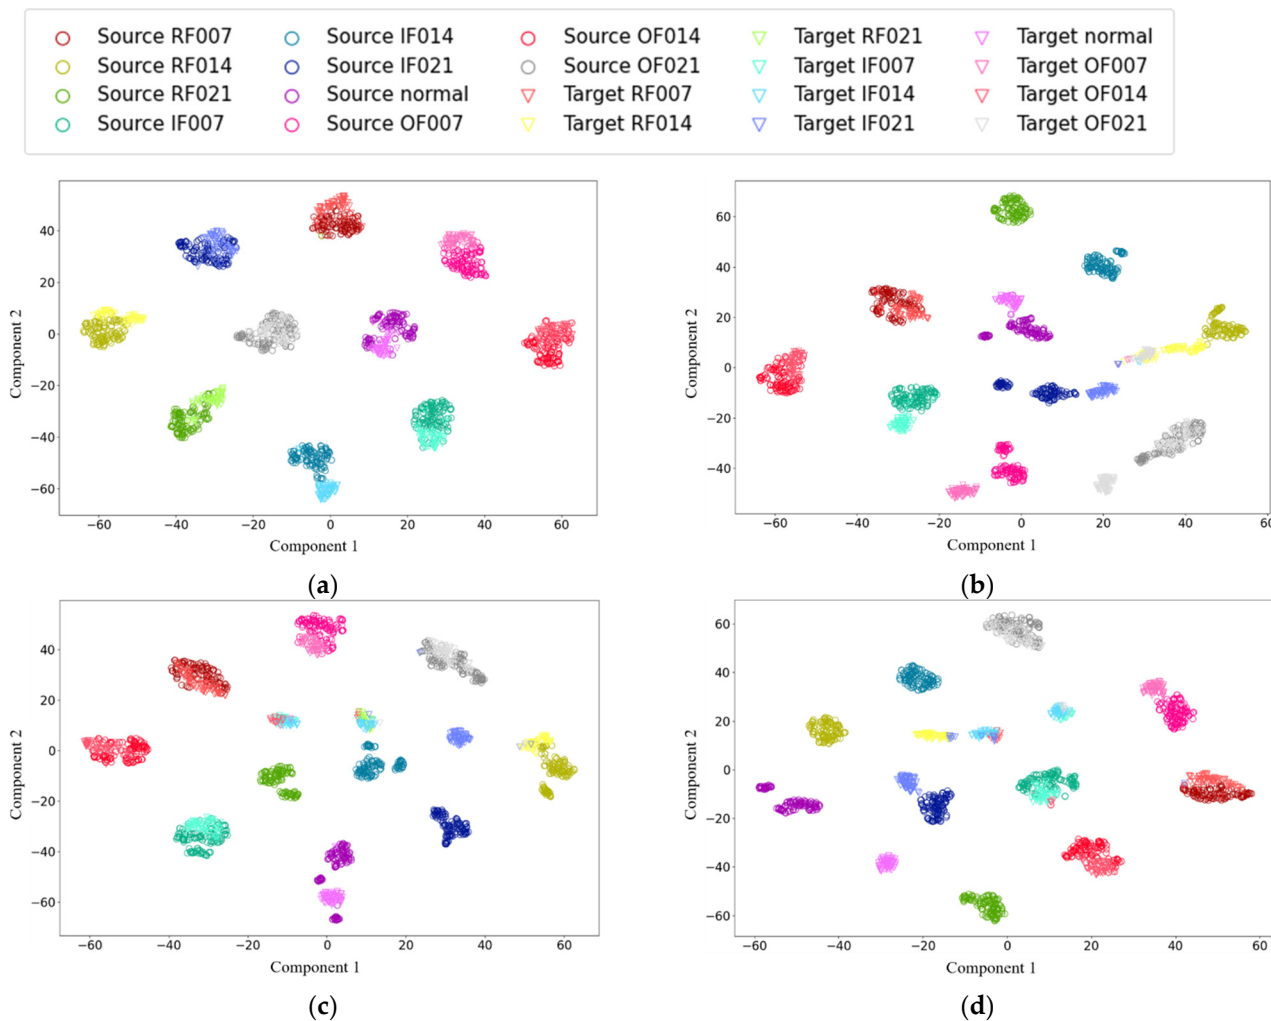 Source RF007 Source IF014 Source OF014 Target RF021 Target normal
Source RF014 Source IF021 Source OF021 Target IF007 Target OF007
Source RF021 Source normal Target RF007 Target IF014 Target OF014
Source IF007 Source OF007 Target RF014 Target IF021 Target OF021
Component 2
40
20
0
−20
−40
−60
−60 −40 −20 0 20 40 60
Component 1
(a)
Component 2
60
40
20
0
−20
−40
−60 −40 −20 0 20 40 60
Component 1
(b)
Component 2
40
20
0
−20
−40
−60
−60 −40 −20 0 20 40 60
Component 1
(c)
Component 2
60
40
20
0
−20
−40
−60
−60 −40 −20 0 20 40 60
Component 1
(d)